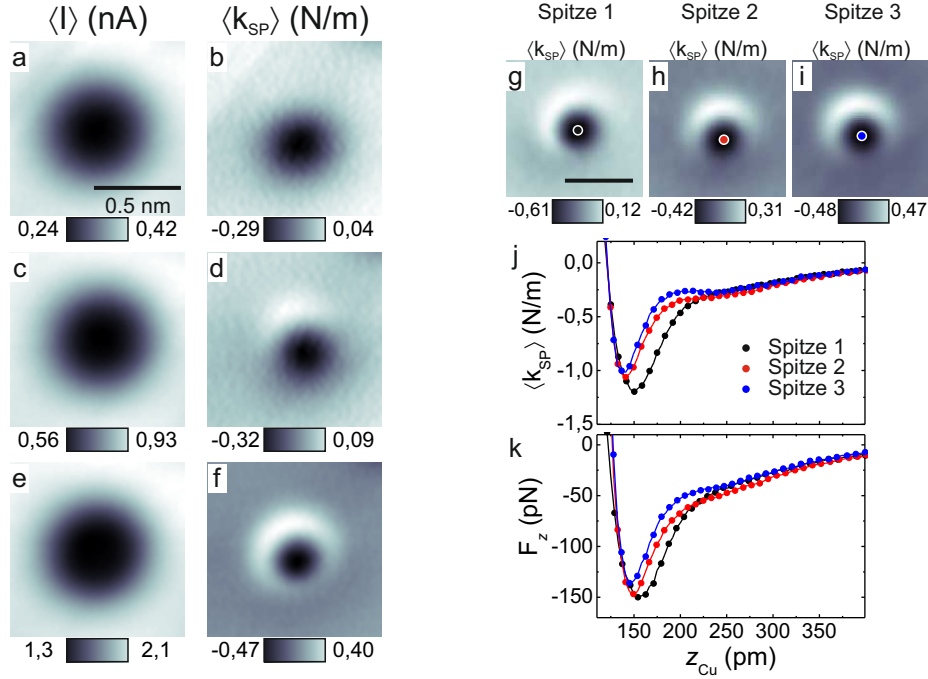 ⟨I⟩ (nA)
⟨k_SP⟩ (N/m)
a
b
0.5 nm
0,24
0,42
-0,29
0,04
c
d
0,56
0,93
-0,32
0,09
e
f
1,3
2,1
-0,47
0,40
Spitze 1
Spitze 2
Spitze 3
⟨k_SP⟩ (N/m)
⟨k_SP⟩ (N/m)
⟨k_SP⟩ (N/m)
g
h
i
-0,61
0,12
-0,42
0,31
-0,48
0,47
j
⟨k_SP⟩ (N/m)
0,0
-0,5
-1,0
-1,5
Spitze 1
Spitze 2
Spitze 3
k
F_z (pN)
0
-50
-100
-150
150
200
250
300
350
z_Cu (pm)